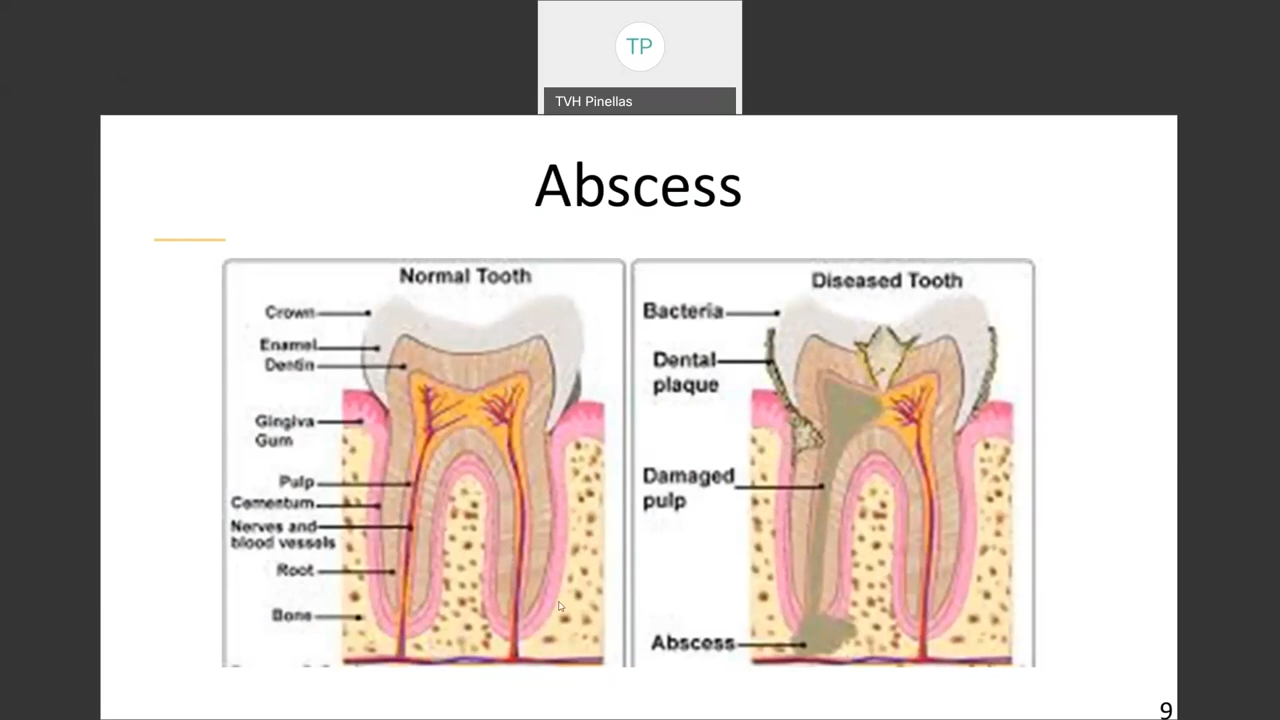 TP
TVH Pinellas
Abscess
Normal Tooth
Crown
Enamel
Dentin
Gingiva
Gum
Pulp
Cementum
Nerves and
blood vessels
Root
Bone
Diseased Tooth
Bacteria
Dental
plaque
Damaged
pulp
Abscess
9